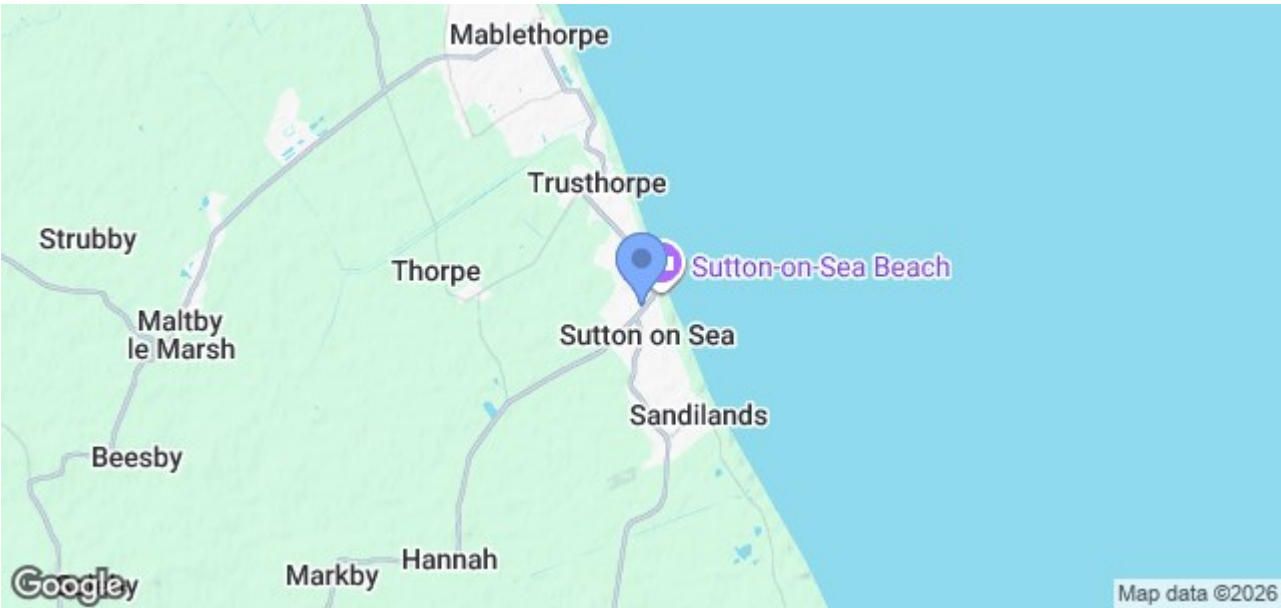 Mablethorpe
Trusthorpe
Strubby
Thorpe
Sutton-on-Sea Beach
Maltby
le Marsh
Sutton on Sea
Sandilands
Beesby
Hannah
Markby
Google
Map data ©2026